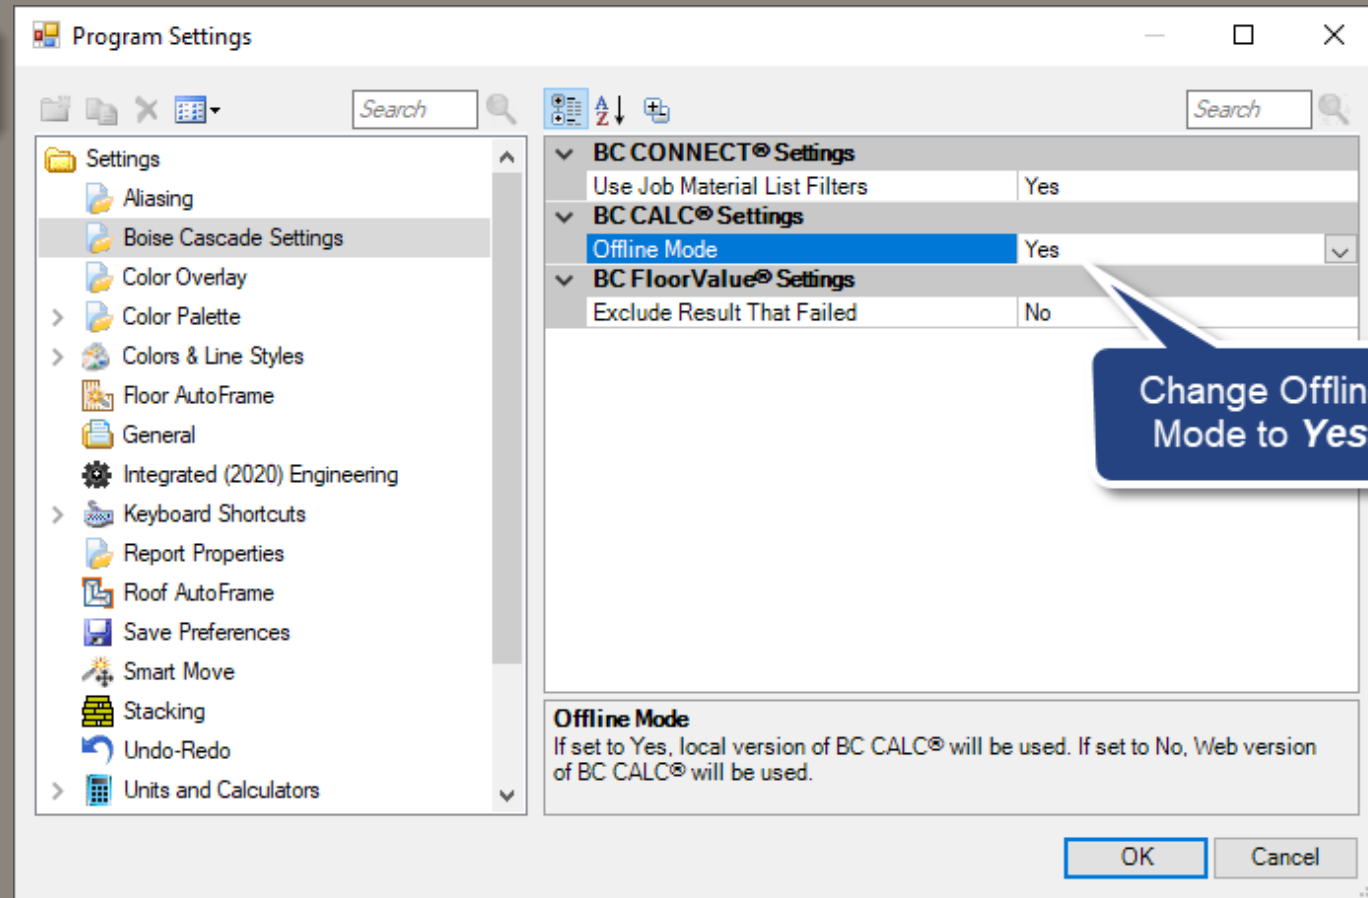 Program Settings
Search
Search
Settings
Aliasing
Boise Cascade Settings
Color Overlay
Color Palette
Colors & Line Styles
Floor AutoFrame
General
Integrated (2020) Engineering
Keyboard Shortcuts
Report Properties
Roof AutoFrame
Save Preferences
Smart Move
Stacking
Undo-Redo
Units and Calculators
BC CONNECT® Settings
Use Job Material List Filters Yes
BC CALC® Settings
Offline Mode Yes
BC FloorValue® Settings
Exclude Result That Failed No
Change Offlin
Mode to Yes
Offline Mode
If set to Yes, local version of BC CALC® will be used. If set to No, Web version
of BC CALC® will be used.
OK Cancel